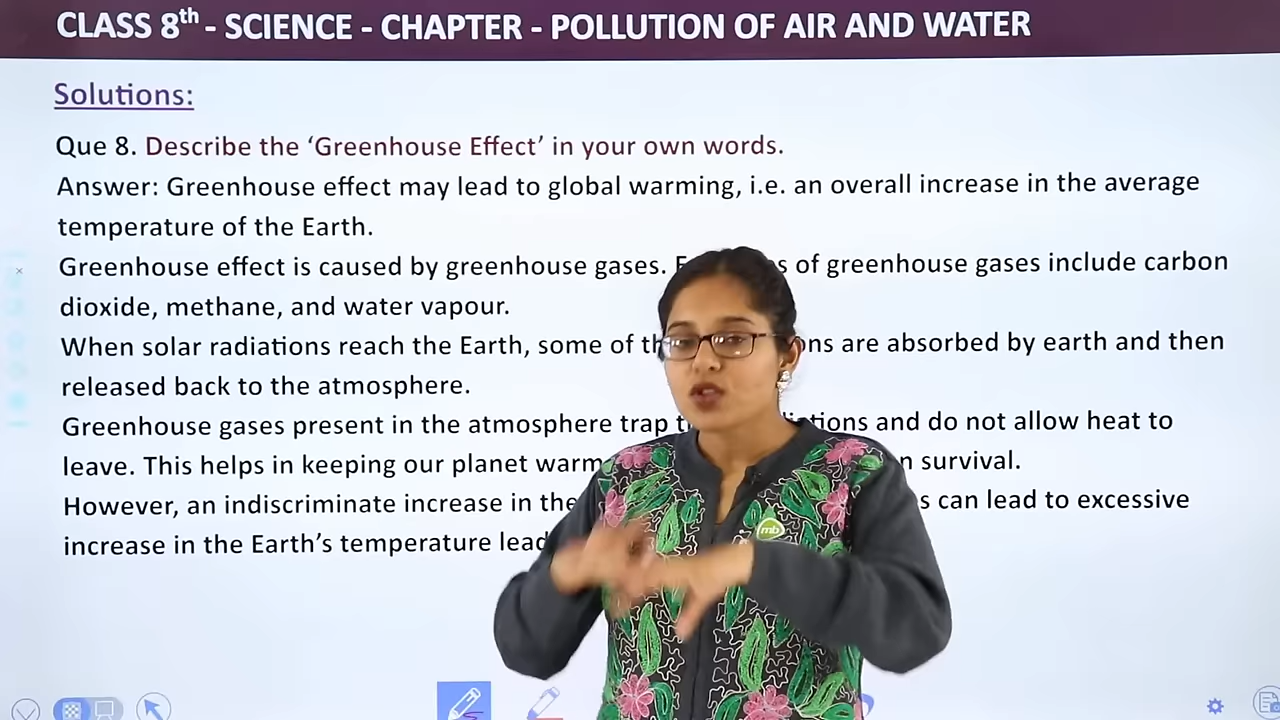 CLASS 8th - SCIENCE - CHAPTER - POLLUTION OF AIR AND WATER
Solutions:
Que 8. Describe the ‘Greenhouse Effect’ in your own words.
Answer: Greenhouse effect may lead to global warming, i.e. an overall increase in the average
temperature of the Earth.
Greenhouse effect is caused by greenhouse gases. of greenhouse gases include carbon
dioxide, methane, and water vapour.
When solar radiations reach the Earth, some of are absorbed by earth and then
released back to the atmosphere.
Greenhouse gases present in the atmosphere trap and do not allow heat to
leave. This helps in keeping our planet warm survival.
However, an indiscriminate increase in the can lead to excessive
increase in the Earth’s temperature
mb